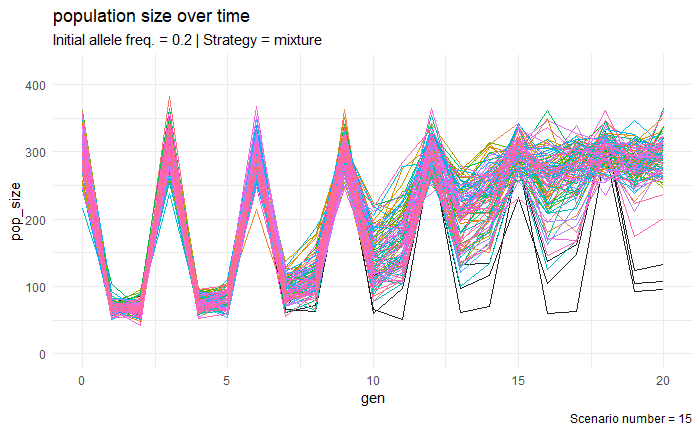 population size over time
Initial allele freq. = 0.2 | Strategy = mixture
400
300
200
100
0
pop_size
0 5 10 15 20
gen
Scenario number = 15